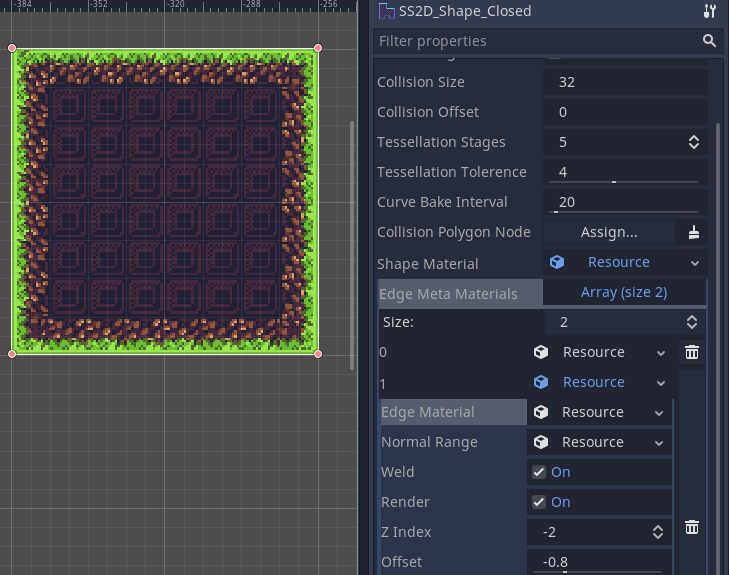 -384 -352 -320 -288 -256
SS2D_Shape_Closed
Filter properties
Collision Size 32
Collision Offset 0
Tessellation Stages 5
Tessellation Tolerence 4
Curve Bake Interval 20
Collision Polygon Node Assign...
Shape Material Resource
Edge Meta Materials Array (size 2)
Size: 2
0 Resource
1 Resource
Edge Material Resource
Normal Range Resource
Weld On
Render On
Z Index -2
Offset -0.8